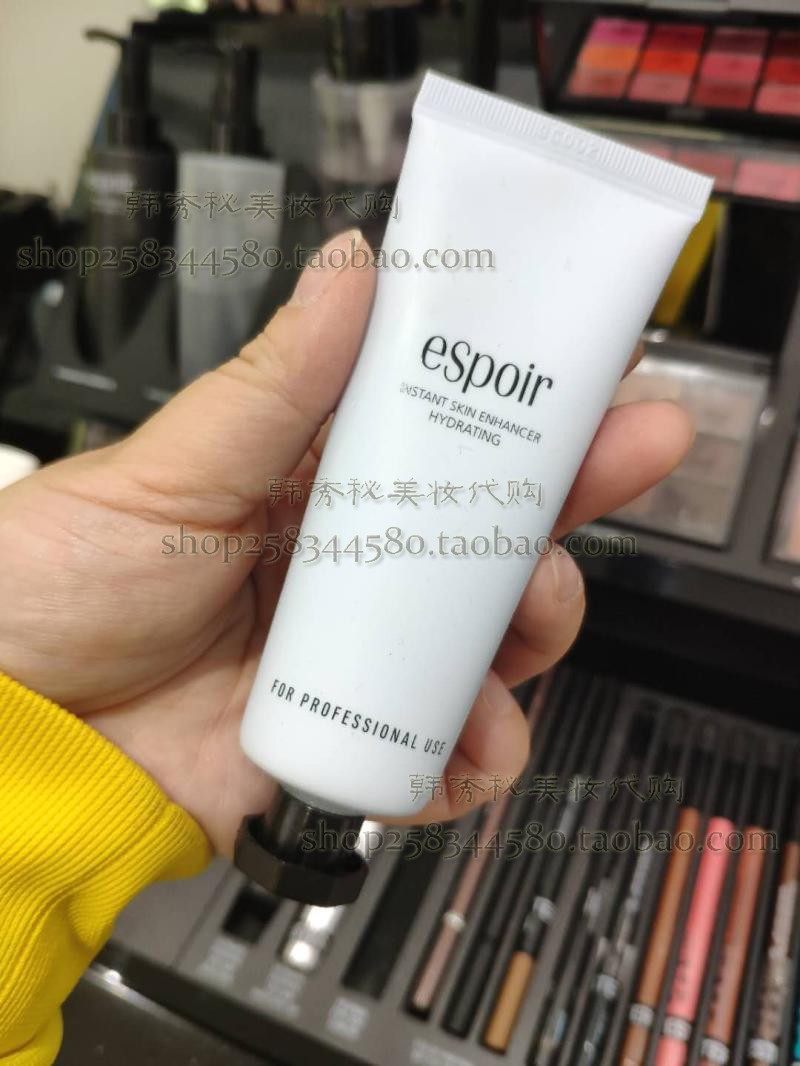 韩秀秘美妆代购
shop258344580.taobao.com
espoir
INSTANT SKIN ENHANCER
HYDRATING
韩秀秘美妆代购
shop258344580.taobao.com
FOR PROFESSIONAL USE
韩秀秘美妆代购
shop258344580.taobao.com